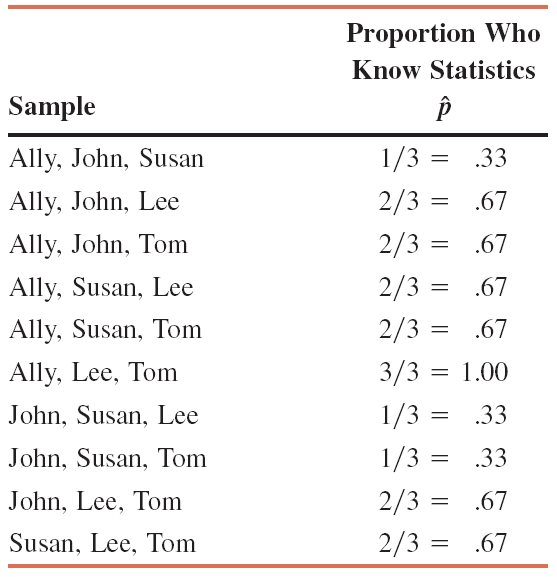 Proportion Who
Know Statistics
Sample p̂
Ally, John, Susan 1/3 = .33
Ally, John, Lee 2/3 = .67
Ally, John, Tom 2/3 = .67
Ally, Susan, Lee 2/3 = .67
Ally, Susan, Tom 2/3 = .67
Ally, Lee, Tom 3/3 = 1.00
John, Susan, Lee 1/3 = .33
John, Susan, Tom 1/3 = .33
John, Lee, Tom 2/3 = .67
Susan, Lee, Tom 2/3 = .67